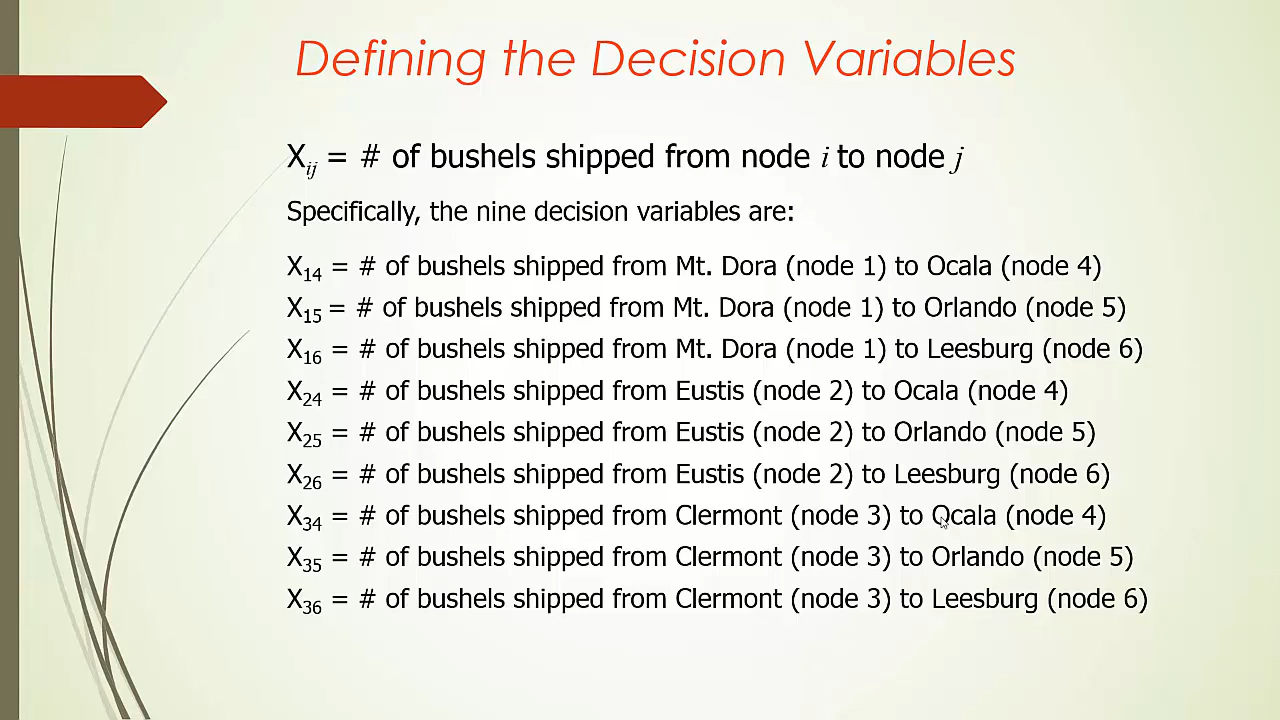 Defining the Decision Variables
Xij = # of bushels shipped from node i to node j
Specifically, the nine decision variables are:
X14 = # of bushels shipped from Mt. Dora (node 1) to Ocala (node 4)
X15 = # of bushels shipped from Mt. Dora (node 1) to Orlando (node 5)
X16 = # of bushels shipped from Mt. Dora (node 1) to Leesburg (node 6)
X24 = # of bushels shipped from Eustis (node 2) to Ocala (node 4)
X25 = # of bushels shipped from Eustis (node 2) to Orlando (node 5)
X26 = # of bushels shipped from Eustis (node 2) to Leesburg (node 6)
X34 = # of bushels shipped from Clermont (node 3) to Ocala (node 4)
X35 = # of bushels shipped from Clermont (node 3) to Orlando (node 5)
X36 = # of bushels shipped from Clermont (node 3) to Leesburg (node 6)